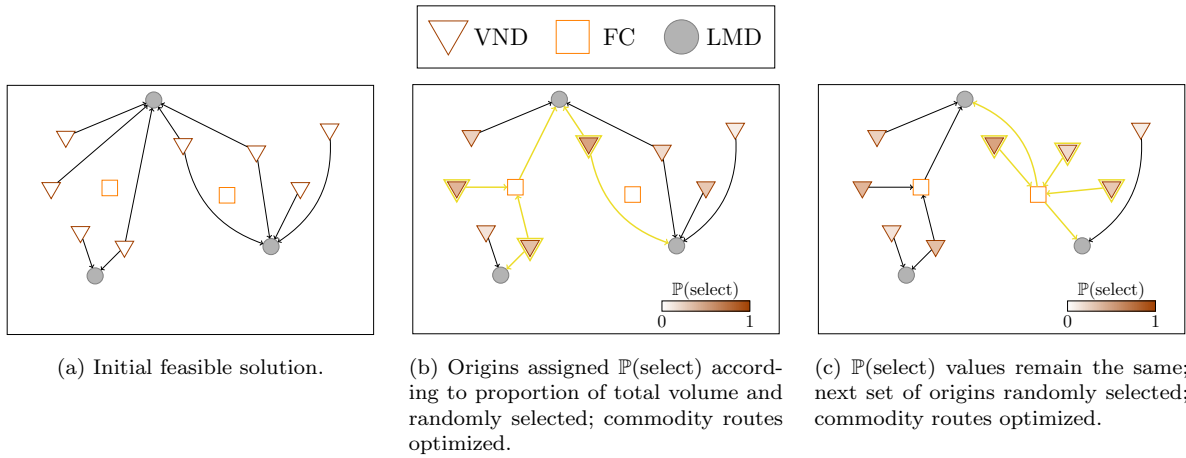 VND FC LMD
ℙ(select)
0 1
ℙ(select)
0 1
(a) Initial feasible solution.
(b) Origins assigned ℙ(select) accord-
ing to proportion of total volume and
randomly selected; commodity routes
optimized.
(c) ℙ(select) values remain the same;
next set of origins randomly selected;
commodity routes optimized.